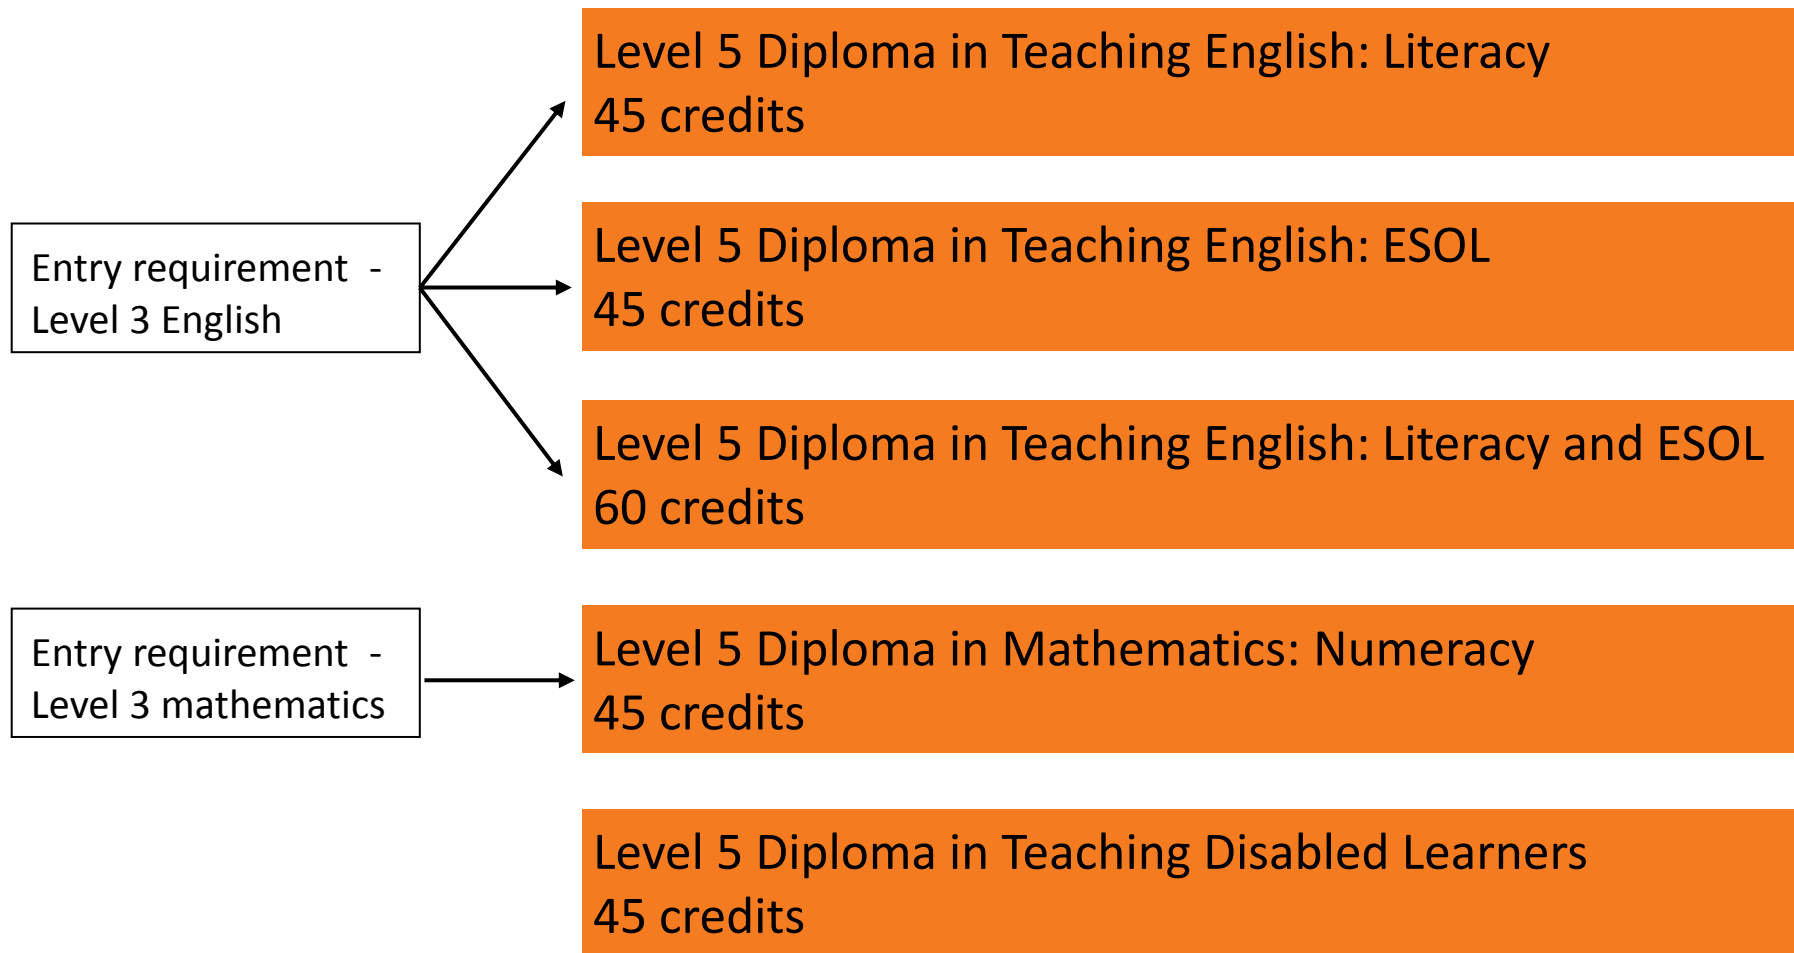 Level 5 Diploma in Teaching English: Literacy
45 credits
Entry requirement -
Level 3 English
Level 5 Diploma in Teaching English: ESOL
45 credits
Level 5 Diploma in Teaching English: Literacy and ESOL
60 credits
Entry requirement -
Level 3 mathematics
Level 5 Diploma in Mathematics: Numeracy
45 credits
Level 5 Diploma in Teaching Disabled Learners
45 credits